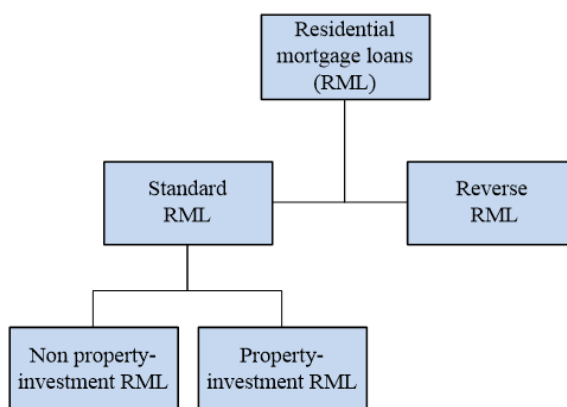 Residential
mortgage loans
(RML)
Standard
RML
Reverse
RML
Non property-
investment RML
Property-
investment RML